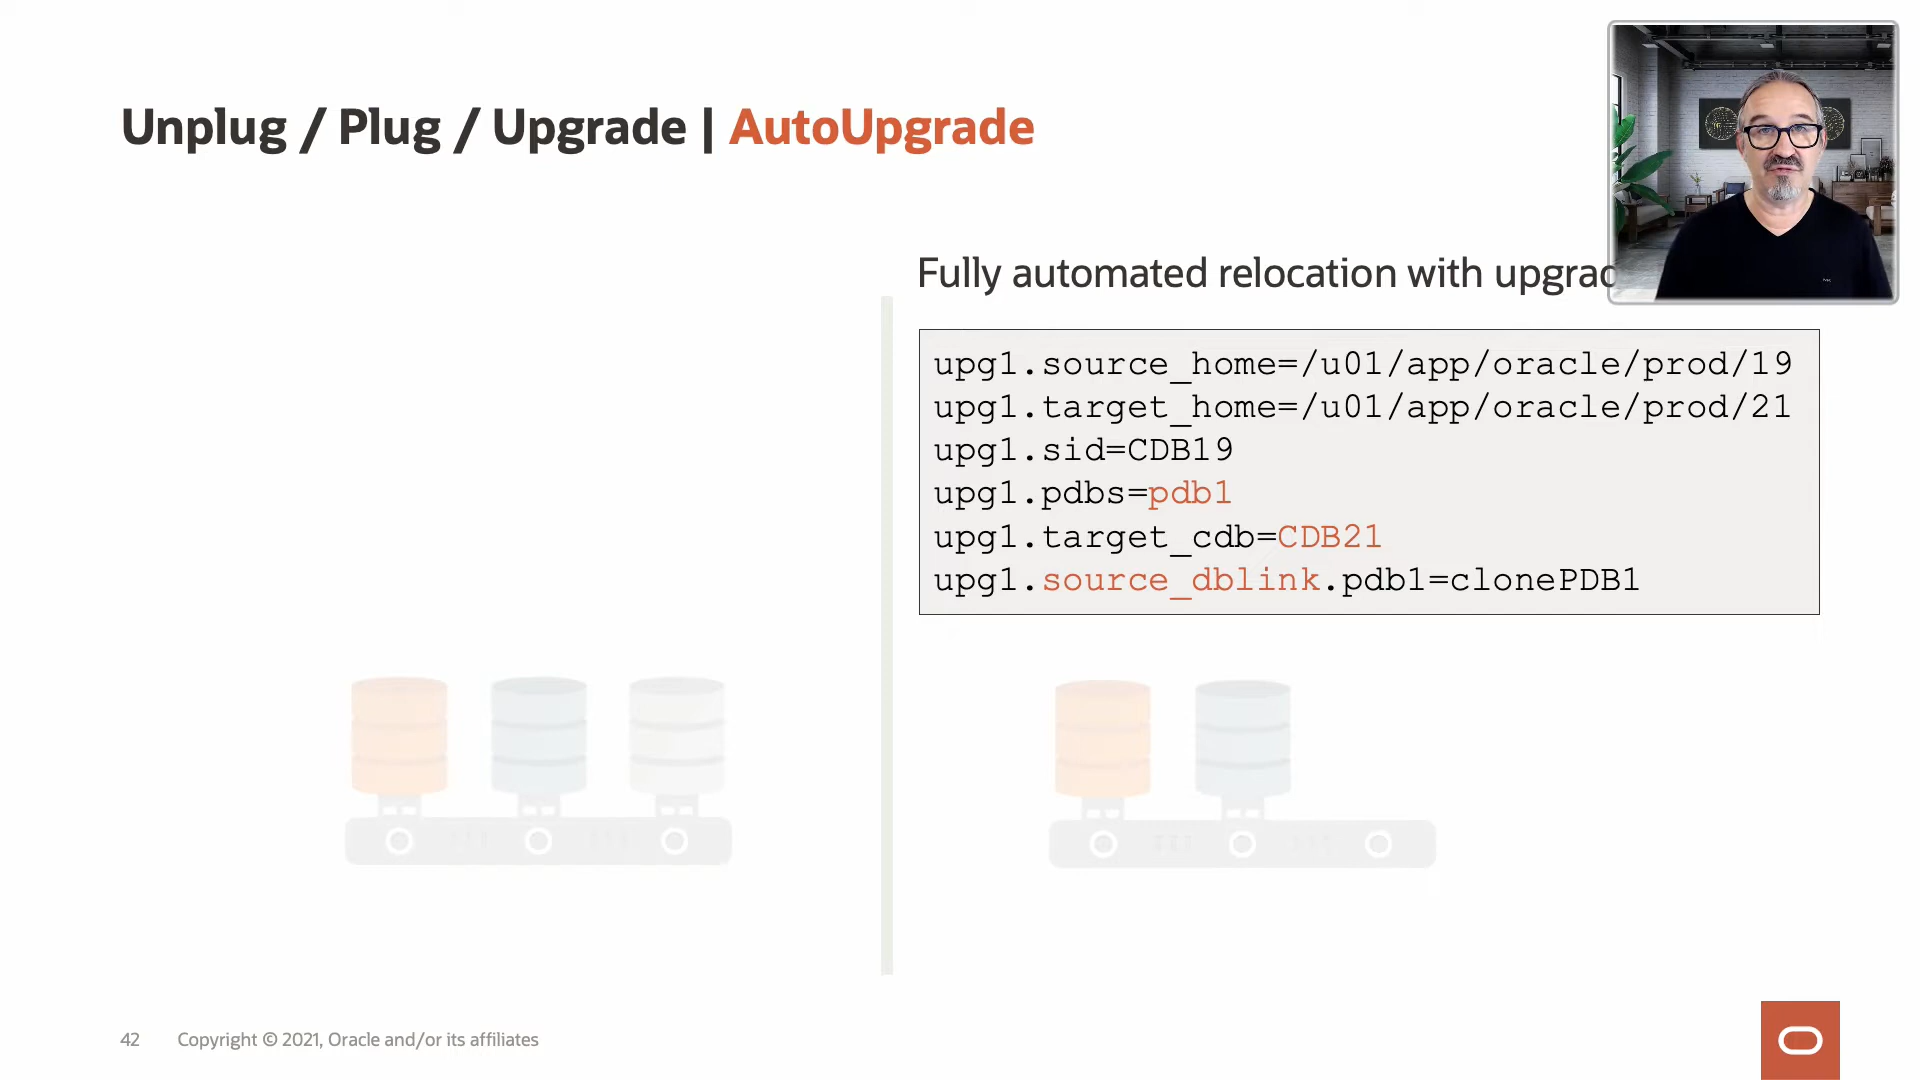 Unplug / Plug / Upgrade | AutoUpgrade
Fully automated relocation with
upg1.source_home=/u01/app/oracle/prod/19
upg1.target_home=/u01/app/oracle/prod/21
upg1.sid=CDB19
upg1.pdbs=pdb1
upg1.target_cdb=CDB21
upg1.source_dblink.pdb1=clonePDB1
42 Copyright © 2021, Oracle and/or its affiliates